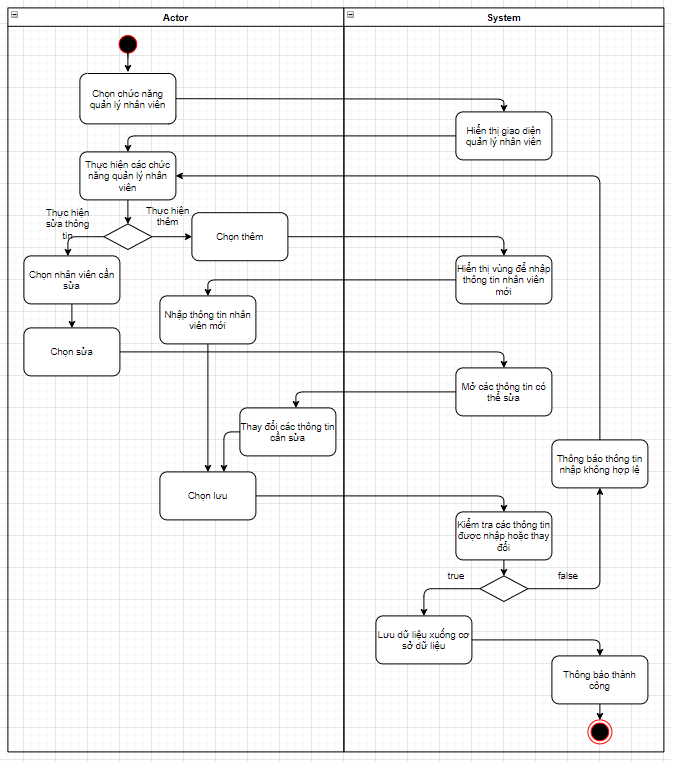 Actor
System
Chọn chức năng
quản lý nhân viên
Hiển thị giao diện
quản lý nhân viên
Thực hiện các chức
năng quản lý nhân
viên
Thực hiện
sửa thông
tin
Thực hiện
thêm
Chọn thêm
Chọn nhân viên cần
sửa
Hiển thị vùng để nhập
thông tin nhân viên
mới
Nhập thông tin nhân
viên mới
Chọn sửa
Mở các thông tin có
thể sửa
Thay đổi các thông tin
cần sửa
Thông báo thông tin
nhập không hợp lệ
Chọn lưu
Kiểm tra các thông tin
được nhập hoặc thay
đổi
true
false
Lưu dữ liệu xuống cơ
sở dữ liệu
Thông báo thành
công